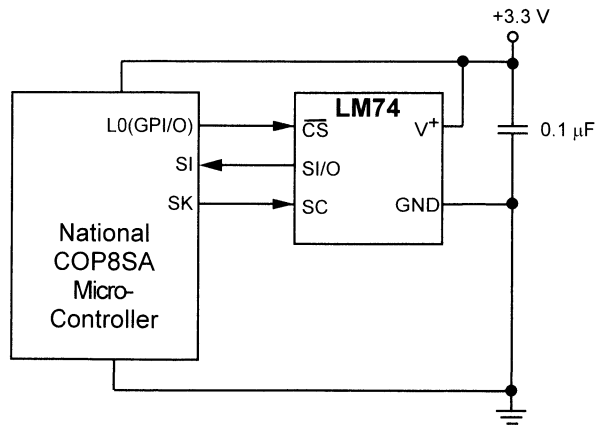 +3.3 V
LM74
L0(GPI/O)
CS
V+
0.1 μF
SI
SI/O
SK
SC
GND
National
COP8SA
Micro-
Controller